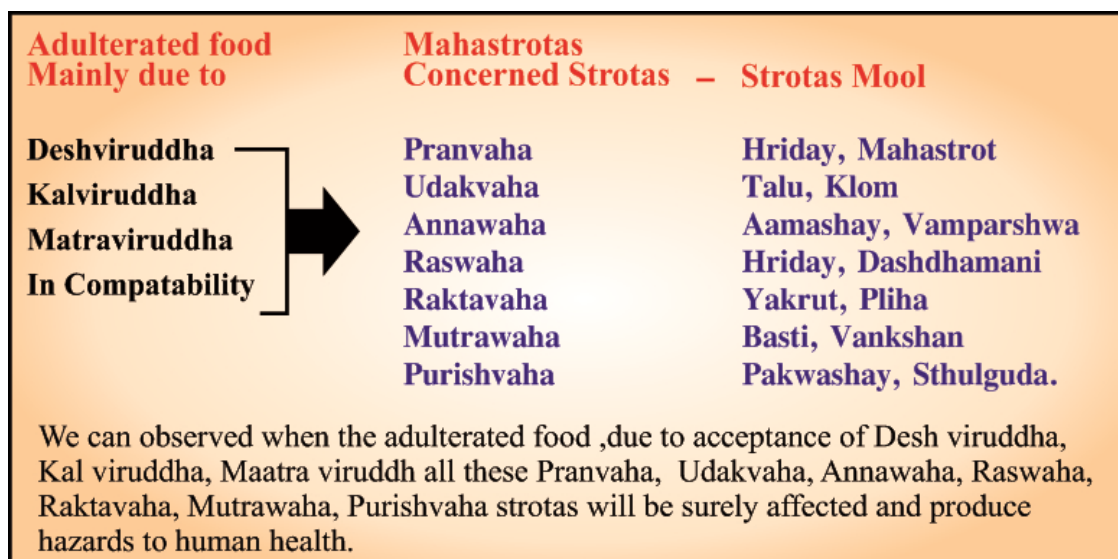 Adulterated food
Mainly due to
Mahastrotas
Concerned Strotas – Strotas Mool
Deshviruddha
Kalviruddha
Matraviruddha
In Compatability
Pranvaha Hriday, Mahastrot
Udakvaha Talu, Klom
Annawaha Aamashay, Vamparshwa
Raswaha Hriday, Dashdhamani
Raktavaha Yakrut, Pliha
Mutrawaha Basti, Vankshan
Purishvaha Pakwashay, Sthulguda.
We can observed when the adulterated food ,due to acceptance of Desh viruddha,
Kal viruddha, Maatra viruddh all these Pranvaha, Udakvaha, Annawaha, Raswaha,
Raktavaha, Mutrawaha, Purishvaha strotas will be surely affected and produce
hazards to human health.